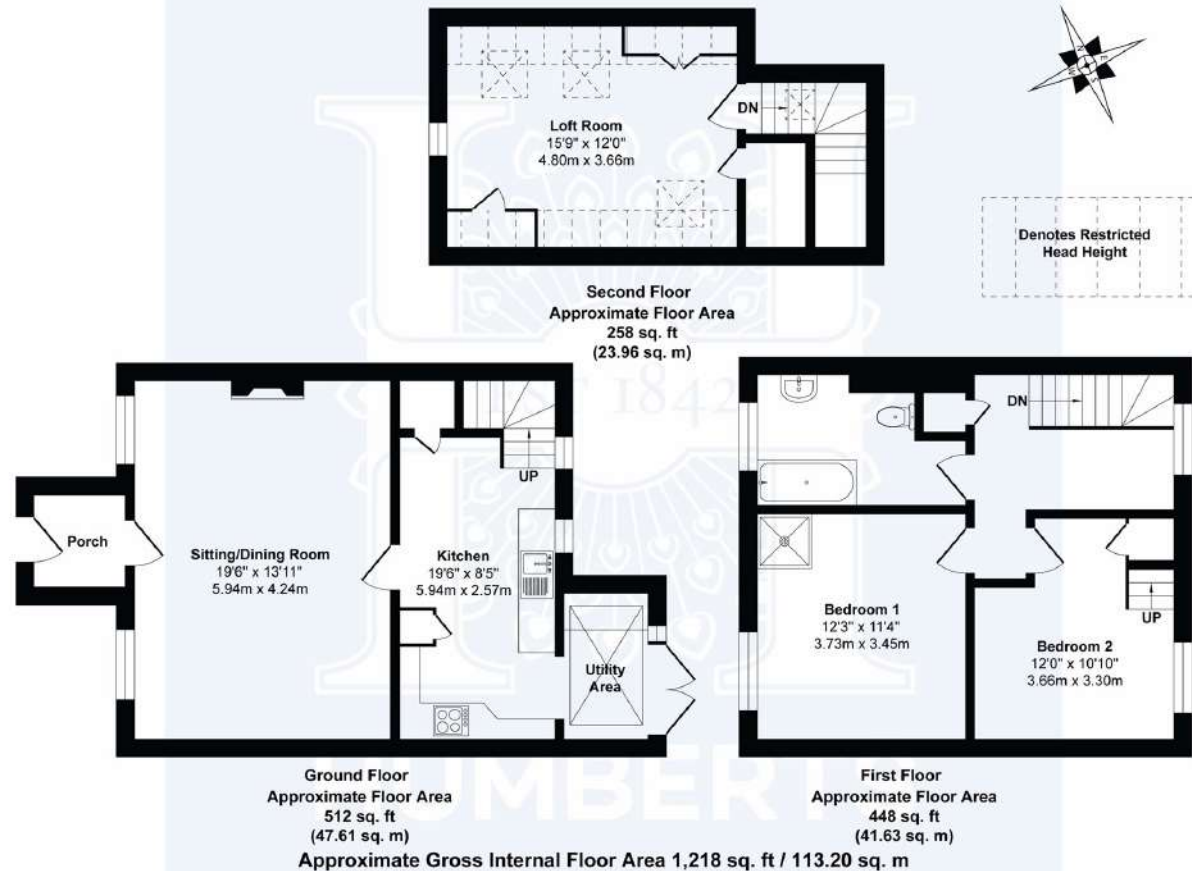 DN
Loft Room
15'9" x 12'0"
4.80m x 3.66m
N
E
S
W
Denotes Restricted
Head Height
Second Floor
Approximate Floor Area
258 sq. ft
(23.96 sq. m)
EST 1842
UP
Porch
Sitting/Dining Room
19'6" x 13'11"
5.94m x 4.24m
Kitchen
19'6" x 8'5"
5.94m x 2.57m
Utility
Area
DN
Bedroom 1
12'3" x 11'4"
3.73m x 3.45m
UP
Bedroom 2
12'0" x 10'10"
3.66m x 3.30m
Ground Floor
Approximate Floor Area
512 sq. ft
(47.61 sq. m)
First Floor
Approximate Floor Area
448 sq. ft
(41.63 sq. m)
Approximate Gross Internal Floor Area 1,218 sq. ft / 113.20 sq. m